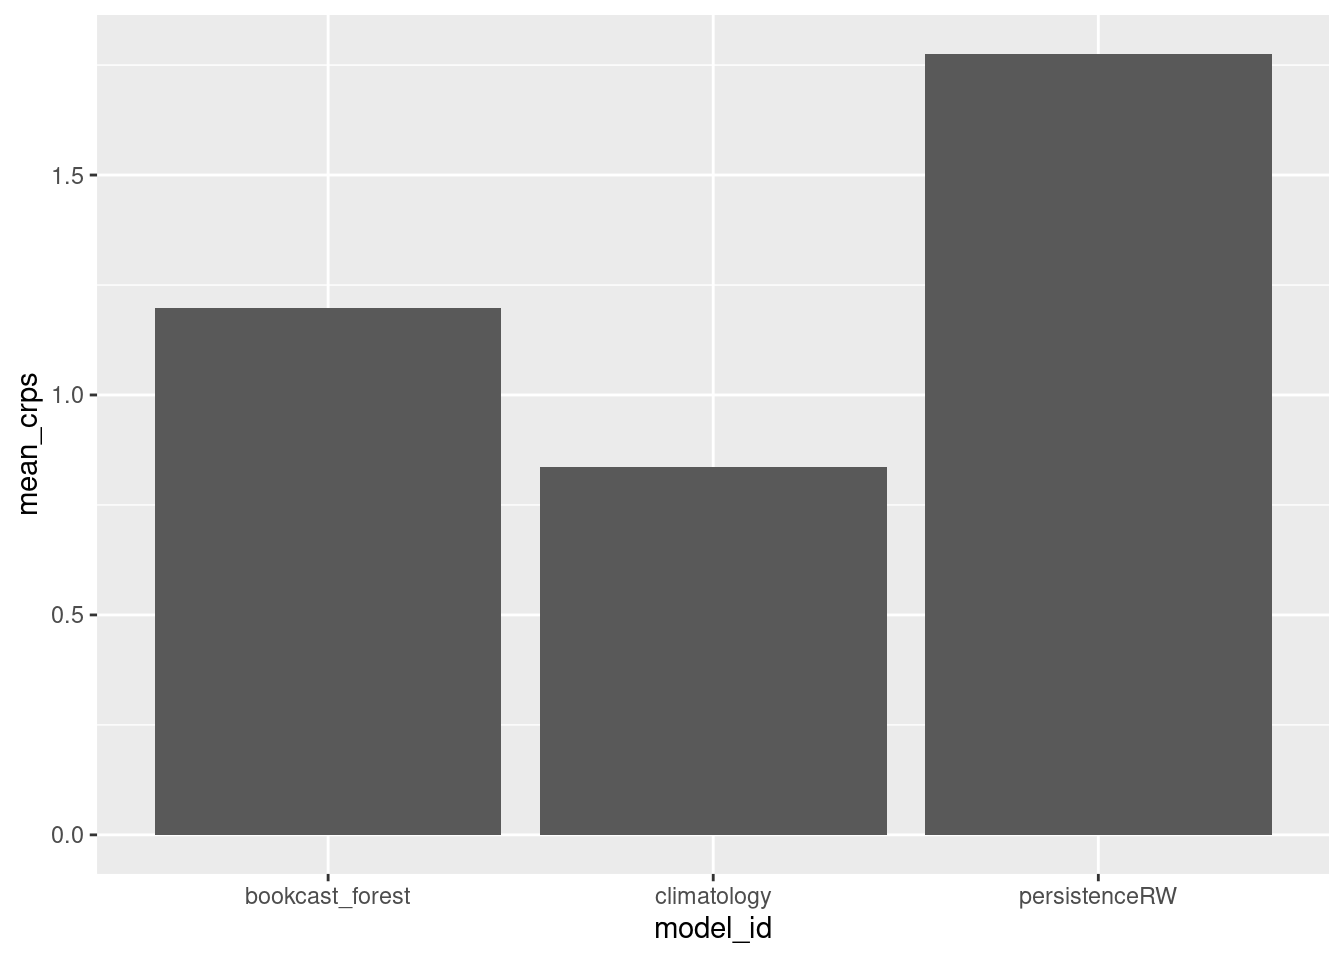 mean_crps
1.5
1.0
0.5
0.0
bookcast_forest
climatology
persistenceRW
model_id